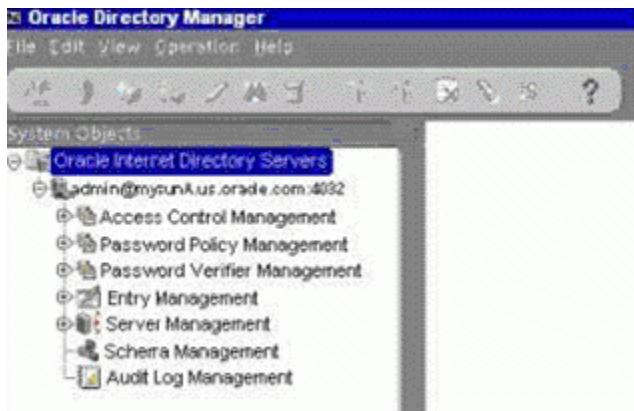 Oracle Directory Manager
File Edit View Operation Help
?
System Objects
Oracle Internet Directory Servers
admin@mysunA.us.oracle.com:4032
Access Control Management
Password Policy Management
Password Verifier Management
Entry Management
Server Management
Schema Management
Audit Log Management